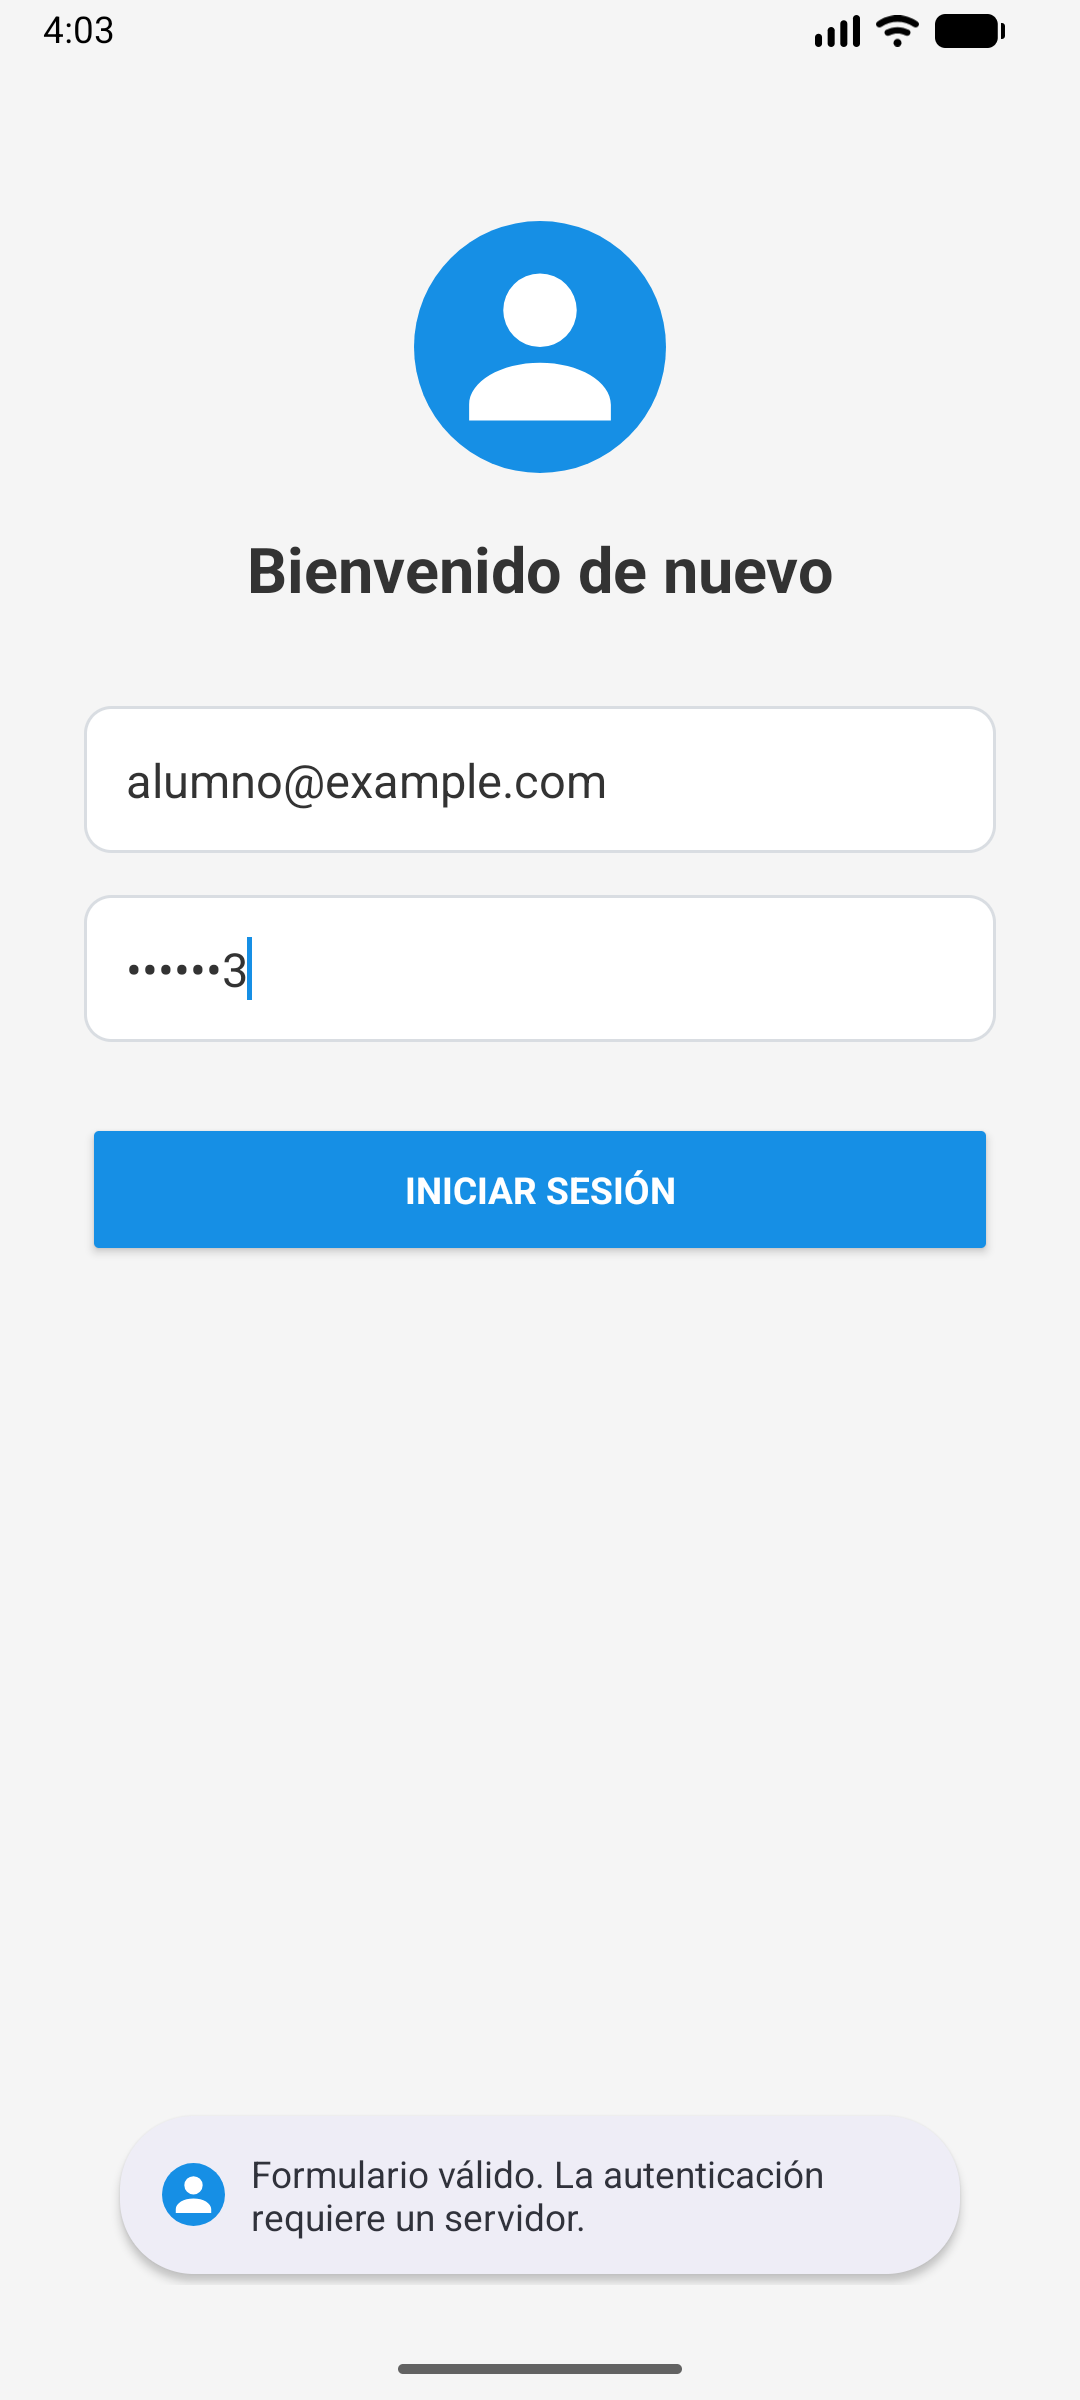 4:03
Bienvenido de nuevo
alumno@example.com
••••••3
INICIAR SESIÓN
Formulario válido. La autenticación
requiere un servidor.